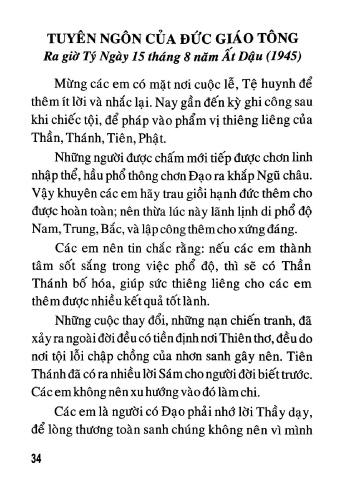 TUYÊN NGÔN CỦA ĐỨC GIÁO TÔNG
Ra giờ Tý Ngày 15 tháng 8 năm Ất Dậu (1945)
Mừng các em có mặt nơi cuộc lễ, Tệ huynh để
thêm ít lời và nhắc lại. Nay gần đến kỳ ghi công sau
khi chiếc tội, để pháp vào phẩm vị thiêng liêng của
Thần, Thánh, Tiên, Phật.
Những người được chấm mới tiếp được chơn linh
nhập thể, hầu phổ thông chơn Đạo ra khắp Ngũ châu.
Vậy khuyên các em hãy trau giồi hạnh đức thêm cho
được hoàn toàn; nên thừa lúc này lãnh lịnh di phổ độ
Nam, Trung, Bắc, và lập công thêm cho xứng đáng.
Các em nên tin chắc rằng: nếu các em thành
tâm sốt sắng trong việc phổ độ, thì sẽ có Thần
Thánh bố hóa, giúp sức thiêng liêng cho các em
thêm được nhiều kết quả tốt lành.
Những cuộc thay đổi, những nạn chiến tranh, đã
xảy ra ngoài đời đều có tiền định nơi Thiên thơ, đều do
nơi tội lỗi chập chồng của nhơn sanh gây nên. Tiên
Thánh đã có ra nhiều lời Sám cho người đời biết trước.
Các em không nên xu hướng vào đó làm chi.
Các em là người có Đạo phải nhớ lời Thầy dạy,
để lòng thương toàn sanh chúng không nên vì mình
34